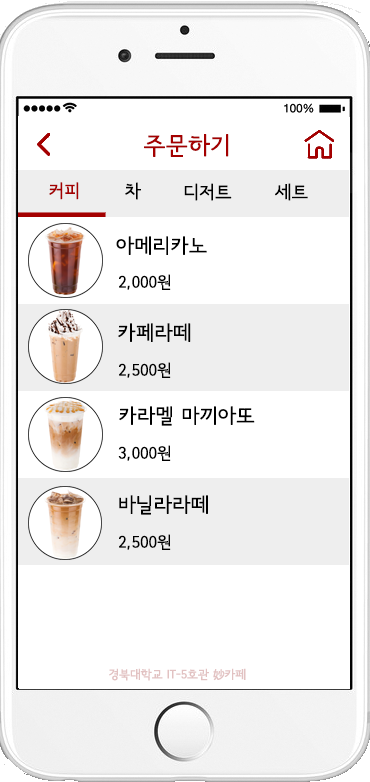 100%
주문하기
커피 차 디저트 세트
아메리카노
2,000원
카페라떼
2,500원
카라멜 마끼아또
3,000원
바닐라라떼
2,500원
경북대학교 IT-5호관 妙카페